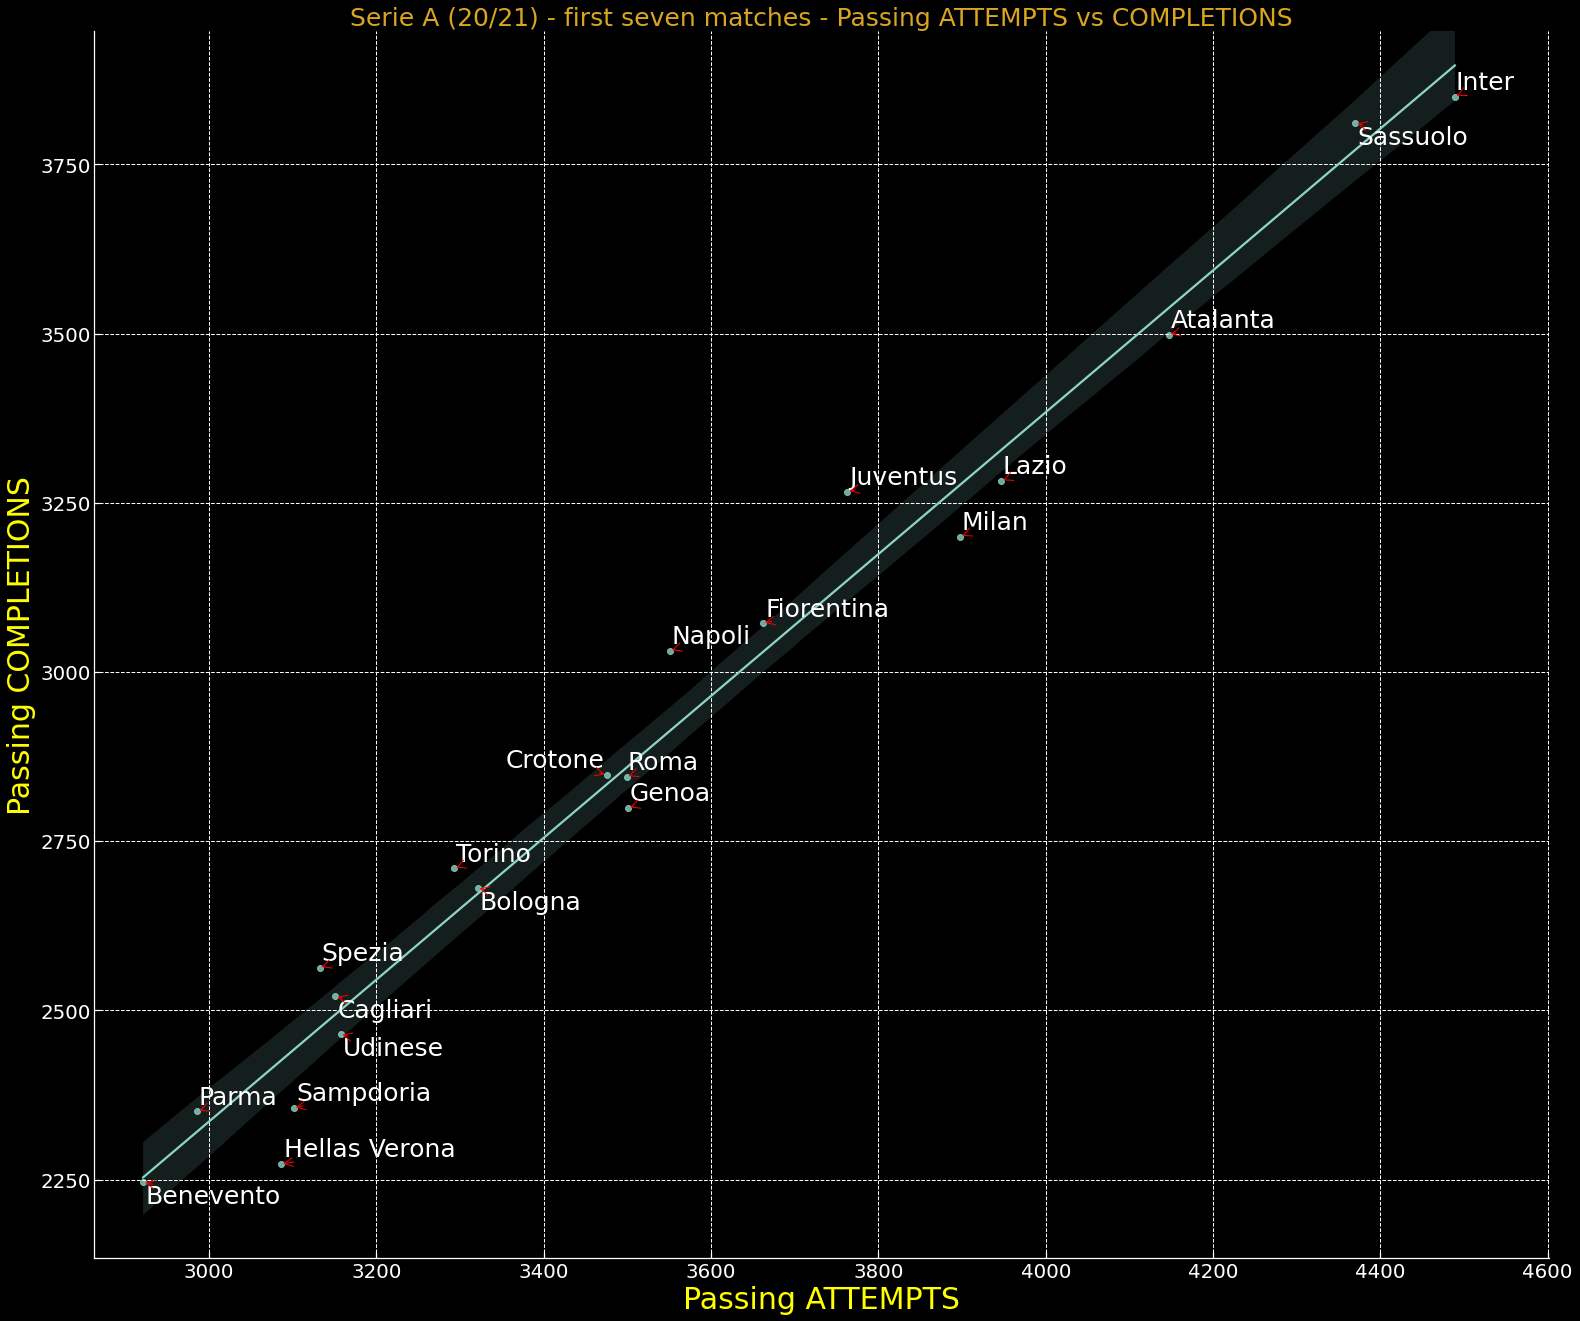 Serie A (20/21) - first seven matches - Passing ATTEMPTS vs COMPLETIONS
Inter
Sassuolo
3750
Atalanta
3500
Lazio
Juventus
3250
Milan
Fiorentina
Napoli
3000
Crotone
Roma
Genoa
2750
Torino
Bologna
Spezia
2500
Cagliari
Udinese
Parma
Sampdoria
Hellas Verona
2250
Benevento
Passing COMPLETIONS
3000 3200 3400 3600 3800 4000 4200 4400 4600
Passing ATTEMPTS